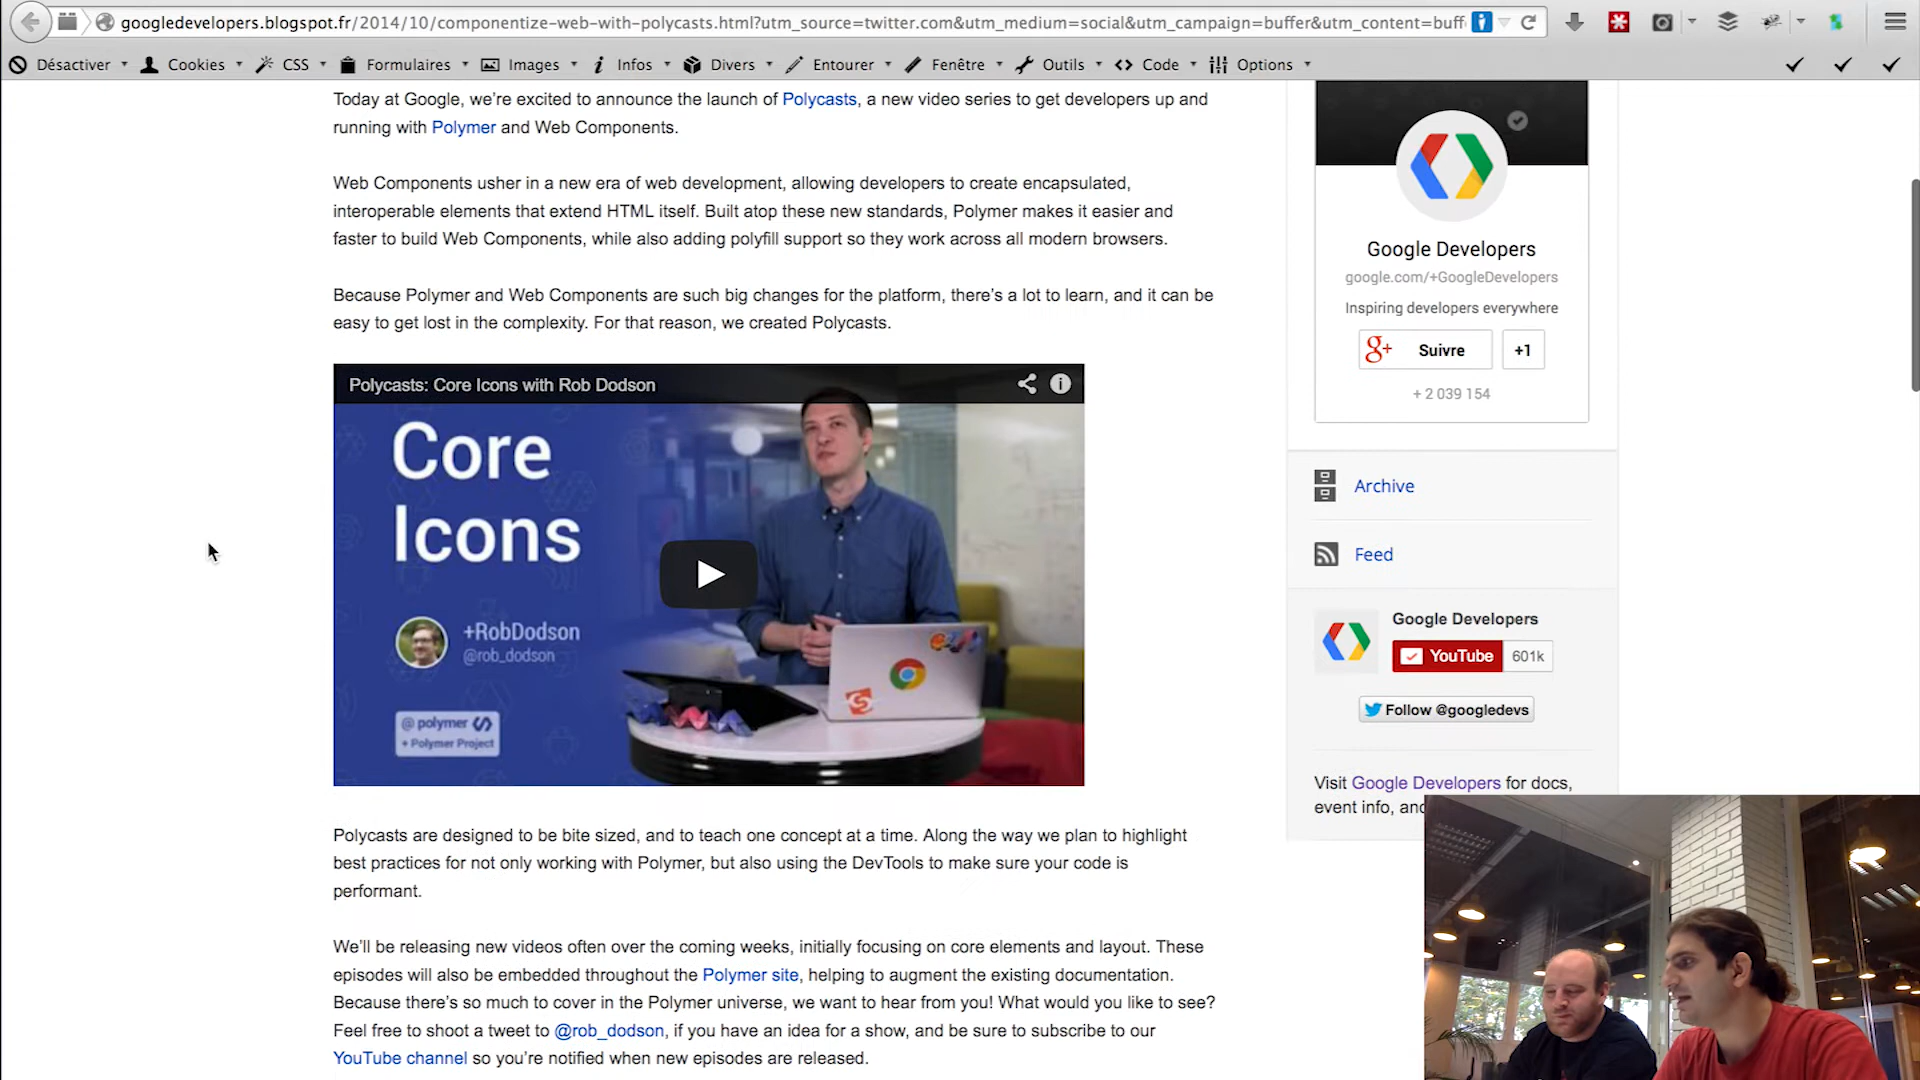 googledevelopers.blogspot.fr/2014/10/componentize-web-with-polycasts.html?utm_source=twitter.com&utm_medium=social&utm_campaign=buffer&utm_content=buff
Désactiver Cookies CSS Formulaires Images Infos Divers Entourer Fenêtre Outils Code Options
Today at Google, we’re excited to announce the launch of Polycasts, a new video series to get developers up and
running with Polymer and Web Components.
Web Components usher in a new era of web development, allowing developers to create encapsulated,
interoperable elements that extend HTML itself. Built atop these new standards, Polymer makes it easier and
faster to build Web Components, while also adding polyfill support so they work across all modern browsers.
Because Polymer and Web Components are such big changes for the platform, there’s a lot to learn, and it can be
easy to get lost in the complexity. For that reason, we created Polycasts.
Polycasts: Core Icons with Rob Dodson
Core
Icons
+RobDodson
@rob_dodson
@ polymer
+ Polymer Project
Polycasts are designed to be bite sized, and to teach one concept at a time. Along the way we plan to highlight
best practices for not only working with Polymer, but also using the DevTools to make sure your code is
performant.
We’ll be releasing new videos often over the coming weeks, initially focusing on core elements and layout. These
episodes will also be embedded throughout the Polymer site, helping to augment the existing documentation.
Because there’s so much to cover in the Polymer universe, we want to hear from you! What would you like to see?
Feel free to shoot a tweet to @rob_dodson, if you have an idea for a show, and be sure to subscribe to our
YouTube channel so you’re notified when new episodes are released.
Google Developers
google.com/+GoogleDevelopers
Inspiring developers everywhere
g+ Suivre +1
+ 2 039 154
Archive
Feed
Google Developers
YouTube 601k
Follow @googledevs
Visit Google Developers for docs,
event info, and